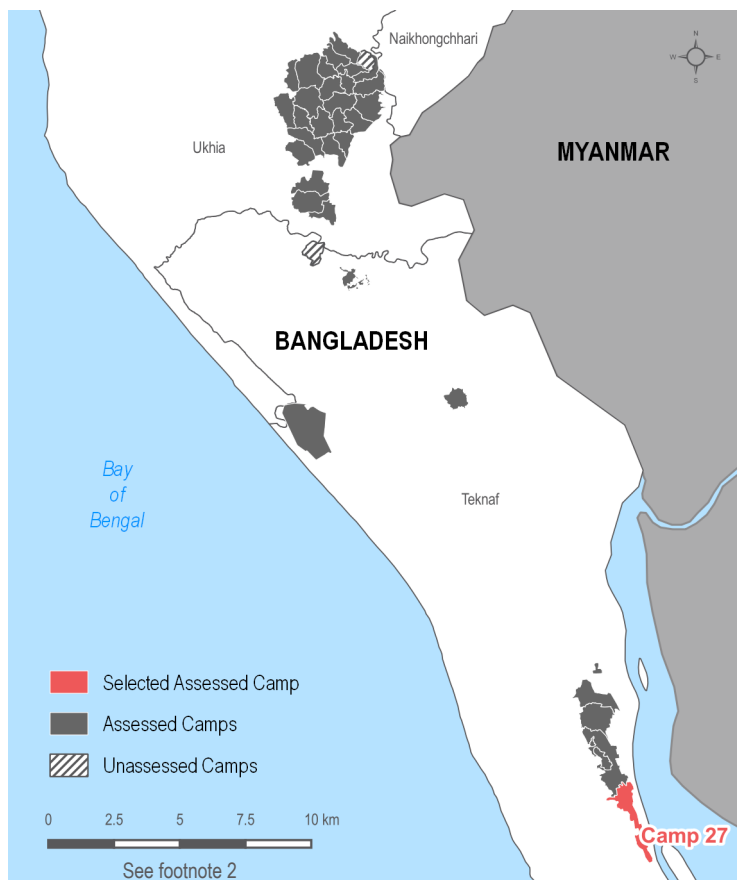 Naikhongchhari
N
W
E
S
Ukhia
MYANMAR
BANGLADESH
Bay
of
Bengal
Teknaf
Selected Assessed Camp
Assessed Camps
Unassessed Camps
0 2.5 5 7.5 10 km
Camp 27
See footnote 2